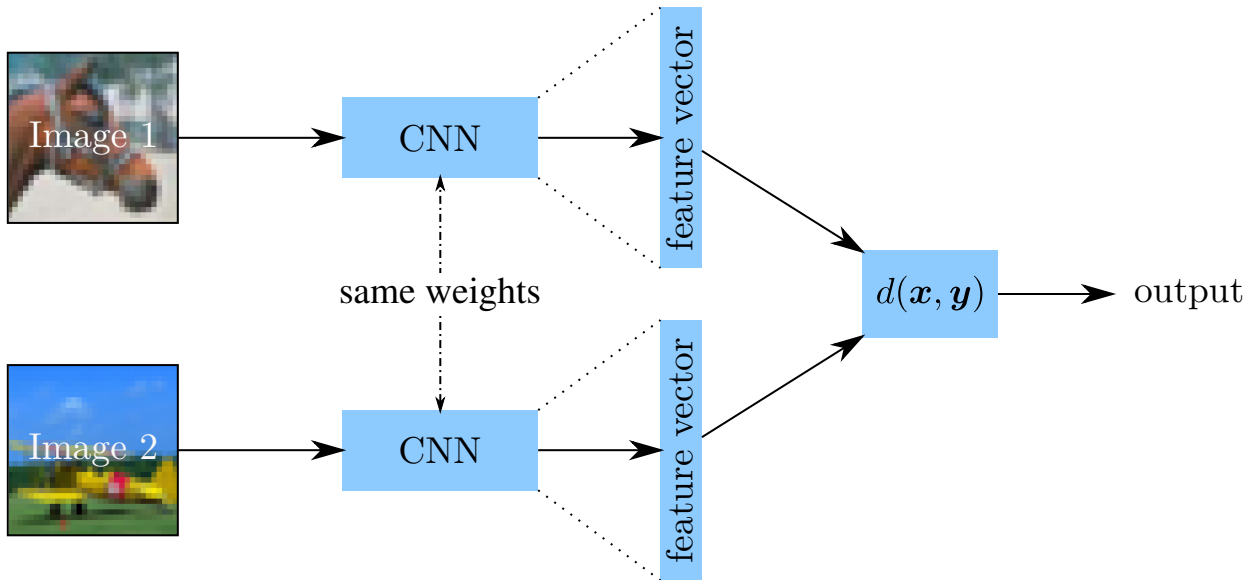 Image 1
CNN
feature vector
same weights
d(x, y)
output
Image 2
CNN
feature vector